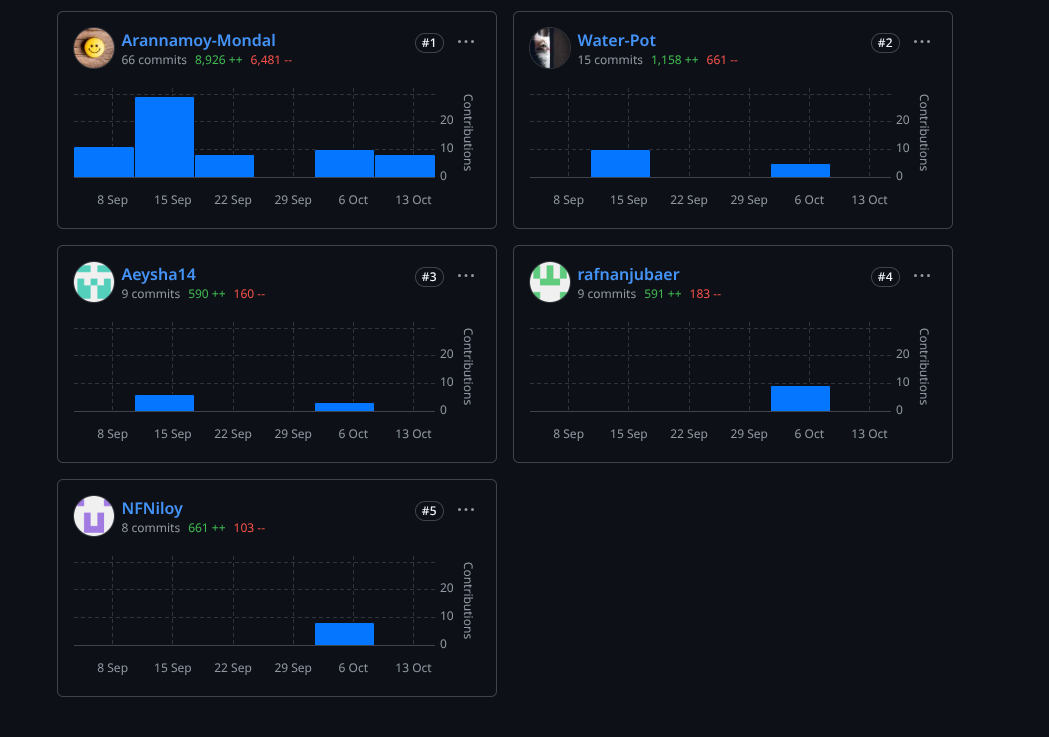 Arannamoy-Mondal #1 ...
66 commits 8,926 ++ 6,481 --
20
10
0
Contributions
8 Sep 15 Sep 22 Sep 29 Sep 6 Oct 13 Oct
Water-Pot #2 ...
15 commits 1,158 ++ 661 --
20
10
0
Contributions
8 Sep 15 Sep 22 Sep 29 Sep 6 Oct 13 Oct
Aeysha14 #3 ...
9 commits 590 ++ 160 --
20
10
0
Contributions
8 Sep 15 Sep 22 Sep 29 Sep 6 Oct 13 Oct
rafnanjubaer #4 ...
9 commits 591 ++ 183 --
20
10
0
Contributions
8 Sep 15 Sep 22 Sep 29 Sep 6 Oct 13 Oct
NFNiloy #5 ...
8 commits 661 ++ 103 --
20
10
0
Contributions
8 Sep 15 Sep 22 Sep 29 Sep 6 Oct 13 Oct